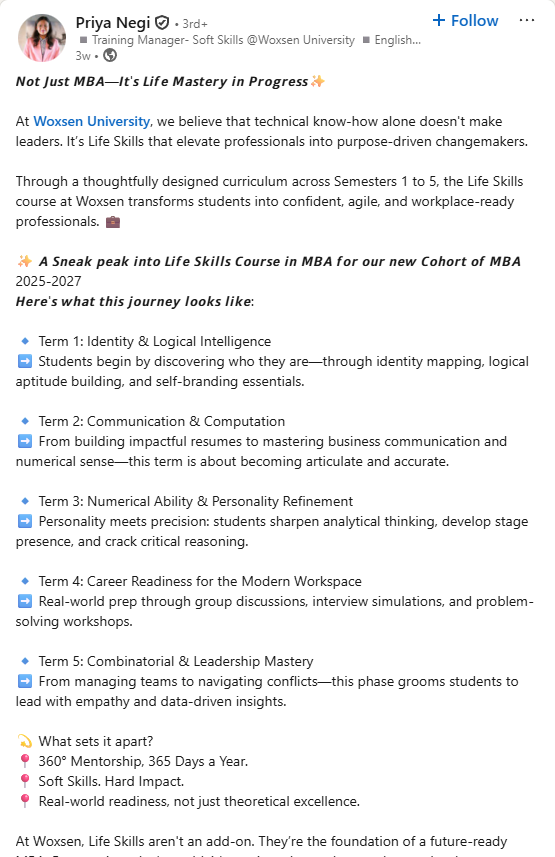 Priya Negi • 3rd+
+ Follow ...
▪ Training Manager- Soft Skills @Woxsen University ▪ English...
3w •
Not Just MBA—It's Life Mastery in Progress✨
At Woxsen University, we believe that technical know-how alone doesn't make
leaders. It's Life Skills that elevate professionals into purpose-driven changemakers.
Through a thoughtfully designed curriculum across Semesters 1 to 5, the Life Skills
course at Woxsen transforms students into confident, agile, and workplace-ready
professionals. 💼
✨ A Sneak peak into Life Skills Course in MBA for our new Cohort of MBA
2025-2027
Here's what this journey looks like:
🔹 Term 1: Identity & Logical Intelligence
➡️ Students begin by discovering who they are—through identity mapping, logical
aptitude building, and self-branding essentials.
🔹 Term 2: Communication & Computation
➡️ From building impactful resumes to mastering business communication and
numerical sense—this term is about becoming articulate and accurate.
🔹 Term 3: Numerical Ability & Personality Refinement
➡️ Personality meets precision: students sharpen analytical thinking, develop stage
presence, and crack critical reasoning.
🔹 Term 4: Career Readiness for the Modern Workspace
➡️ Real-world prep through group discussions, interview simulations, and problem-
solving workshops.
🔹 Term 5: Combinatorial & Leadership Mastery
➡️ From managing teams to navigating conflicts—this phase grooms students to
lead with empathy and data-driven insights.
💫 What sets it apart?
📍 360° Mentorship, 365 Days a Year.
📍 Soft Skills. Hard Impact.
📍 Real-world readiness, not just theoretical excellence.
At Woxsen, Life Skills aren't an add-on. They're the foundation of a future-ready